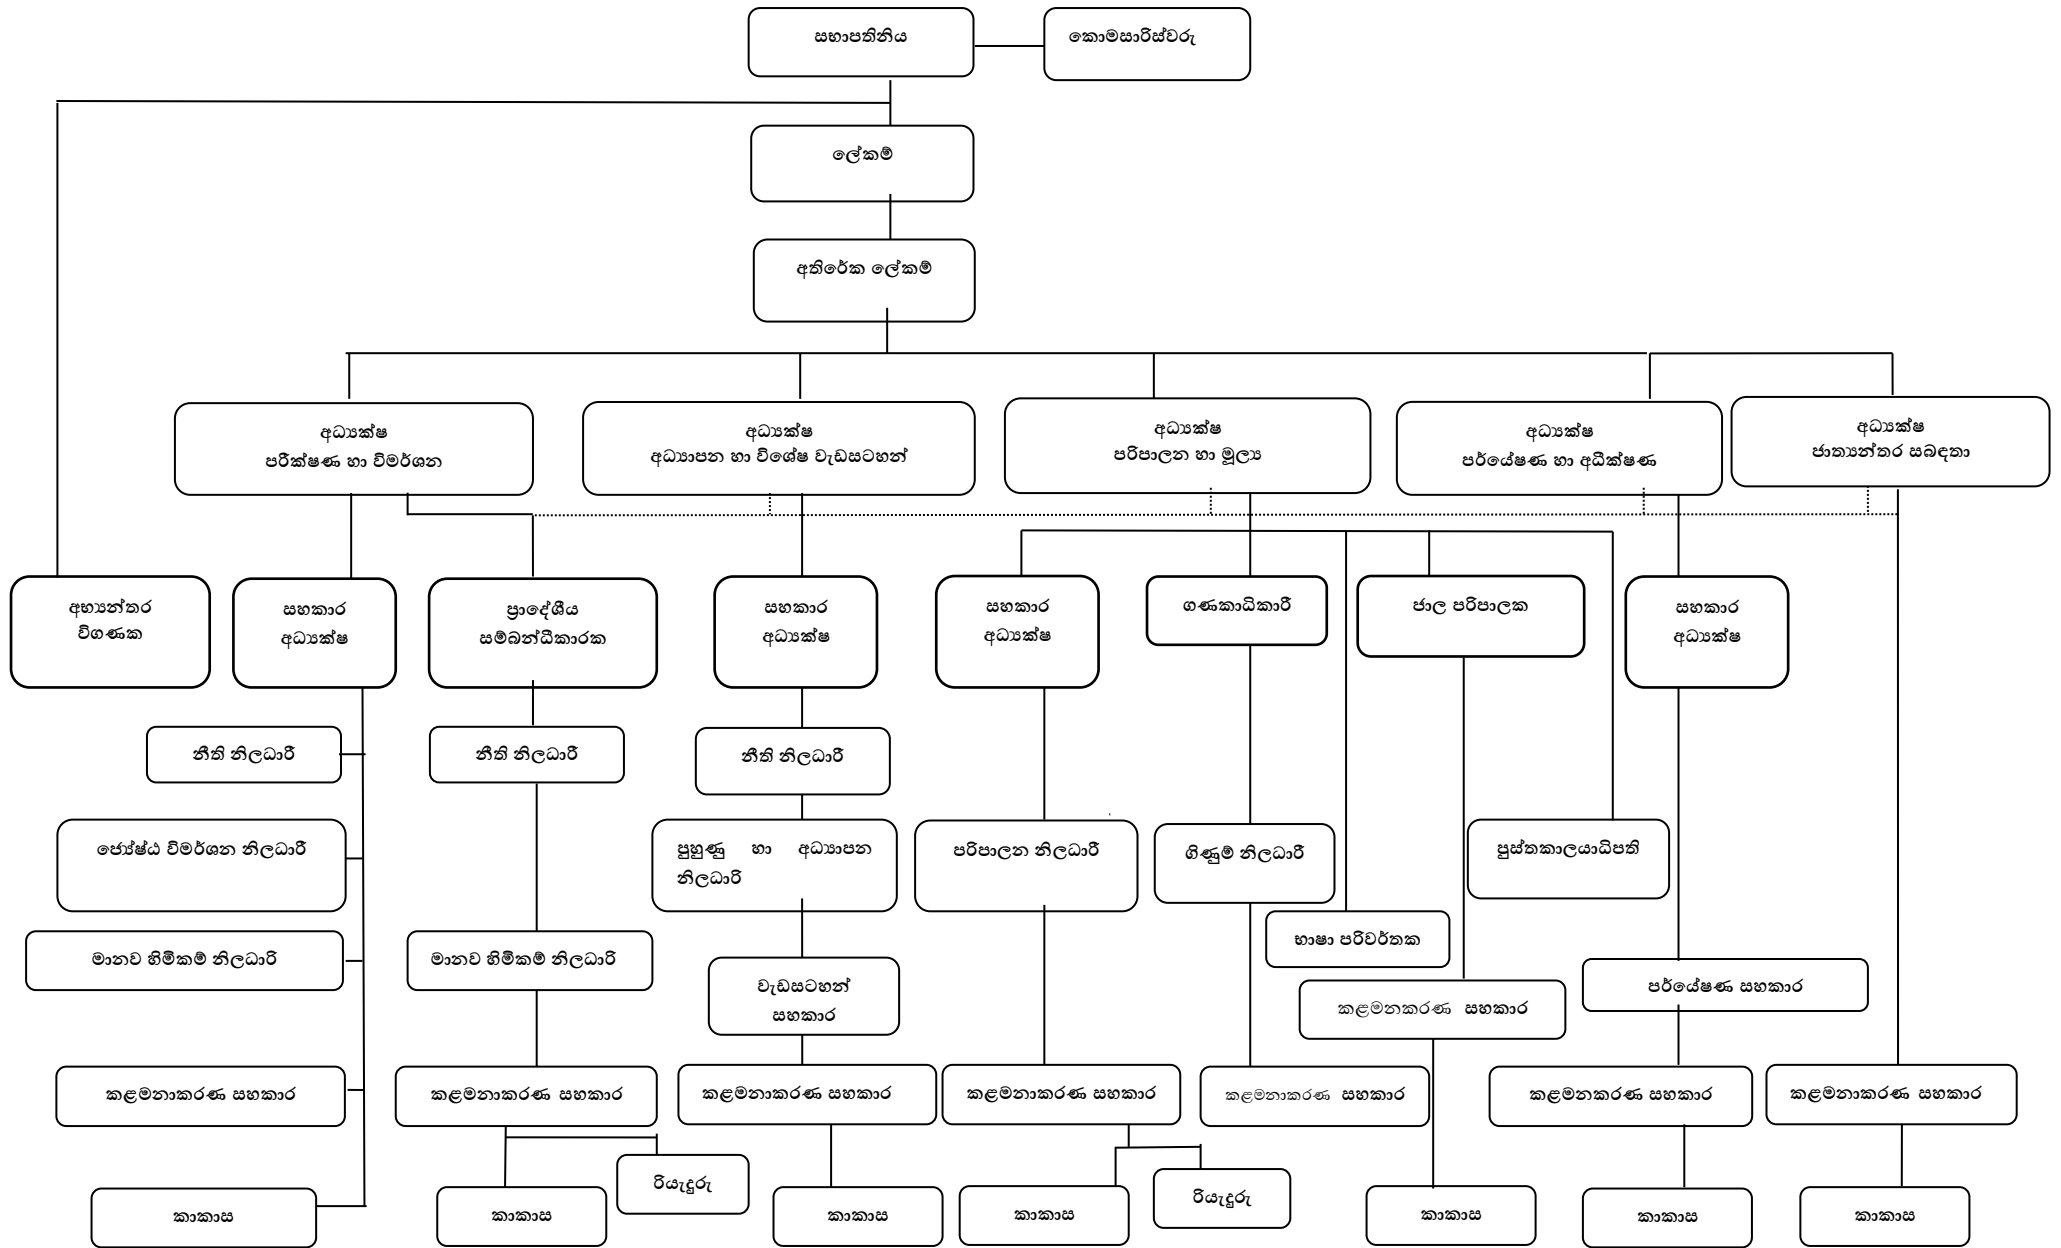 සභාපතිනිය
කොමසාරිස්වරු
ලේකම්
අතිරේක ලේකම්
අධ්‍යක්ෂ
පරීක්ෂණ හා විමර්ශන
අධ්‍යක්ෂ
අධ්‍යාපන හා විශේෂ වැඩසටහන්
අධ්‍යක්ෂ
පරිපාලන හා මූල්‍ය
අධ්‍යක්ෂ
පර්යේෂණ හා අධීක්ෂණ
අධ්‍යක්ෂ
ජාත්‍යන්තර සබඳතා
අභ්‍යන්තර
විගණක
සහකාර
අධ්‍යක්ෂ
ප්‍රාදේශීය
සම්බන්ධීකාරක
සහකාර
අධ්‍යක්ෂ
සහකාර
අධ්‍යක්ෂ
ගණකාධිකාරී
ජාල පරිපාලක
සහකාර
අධ්‍යක්ෂ
නීති නිලධාරී
නීති නිලධාරී
නීති නිලධාරී
ජ්‍යේෂ්ඨ විමර්ශන නිලධාරී
පුහුණු හා අධ්‍යාපන
නිලධාරි
පරිපාලන නිලධාරී
ගිණුම් නිලධාරී
පුස්තකාලයාධිපති
භාෂා පරිවර්තක
මානව හිමිකම් නිලධාරි
මානව හිමිකම් නිලධාරි
වැඩසටහන්
සහකාර
කළමනකරණ සහකාර
පර්යේෂණ සහකාර
කළමනාකරණ සහකාර
කළමනාකරණ සහකාර
කළමනාකරණ සහකාර
කළමනාකරණ සහකාර
කළමනාකරණ සහකාර
කළමනකරණ සහකාර
කළමනාකරණ සහකාර
රියැදුරු
රියැදුරු
කාකාස
කාකාස
කාකාස
කාකාස
කාකාස
කාකාස
කාකාස